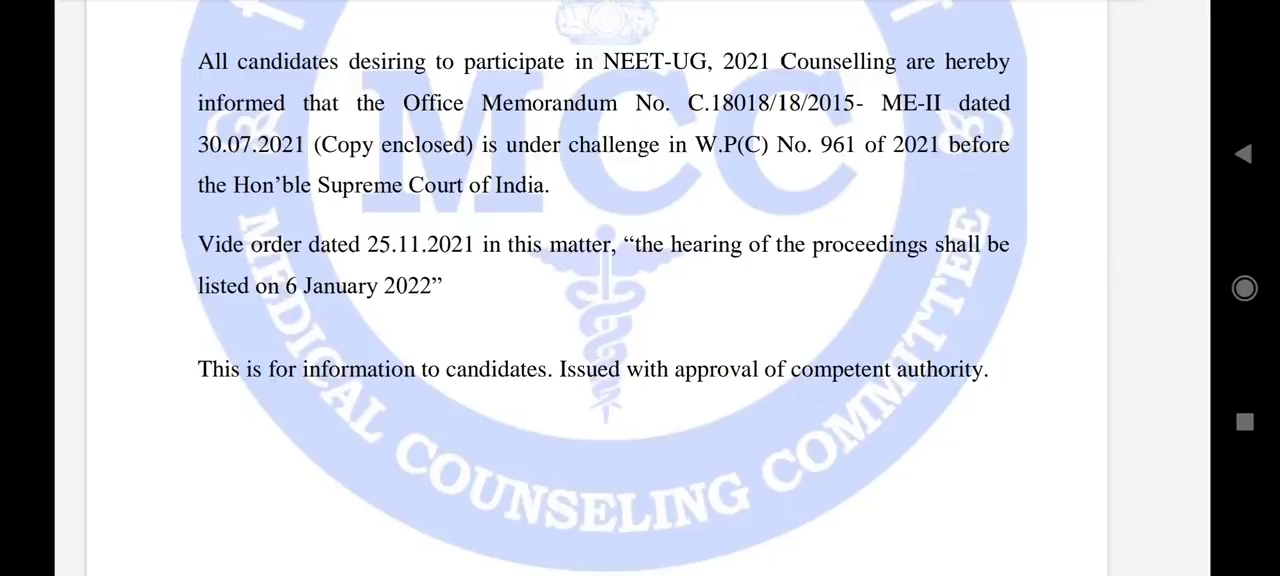 All candidates desiring to participate in NEET-UG, 2021 Counselling are hereby
informed that the Office Memorandum No. C.18018/18/2015- ME-II dated
30.07.2021 (Copy enclosed) is under challenge in W.P(C) No. 961 of 2021 before
the Hon’ble Supreme Court of India.
Vide order dated 25.11.2021 in this matter, “the hearing of the proceedings shall be
listed on 6 January 2022”
This is for information to candidates. Issued with approval of competent authority.
MCC
MEDICAL COUNSELING COMMITTEE